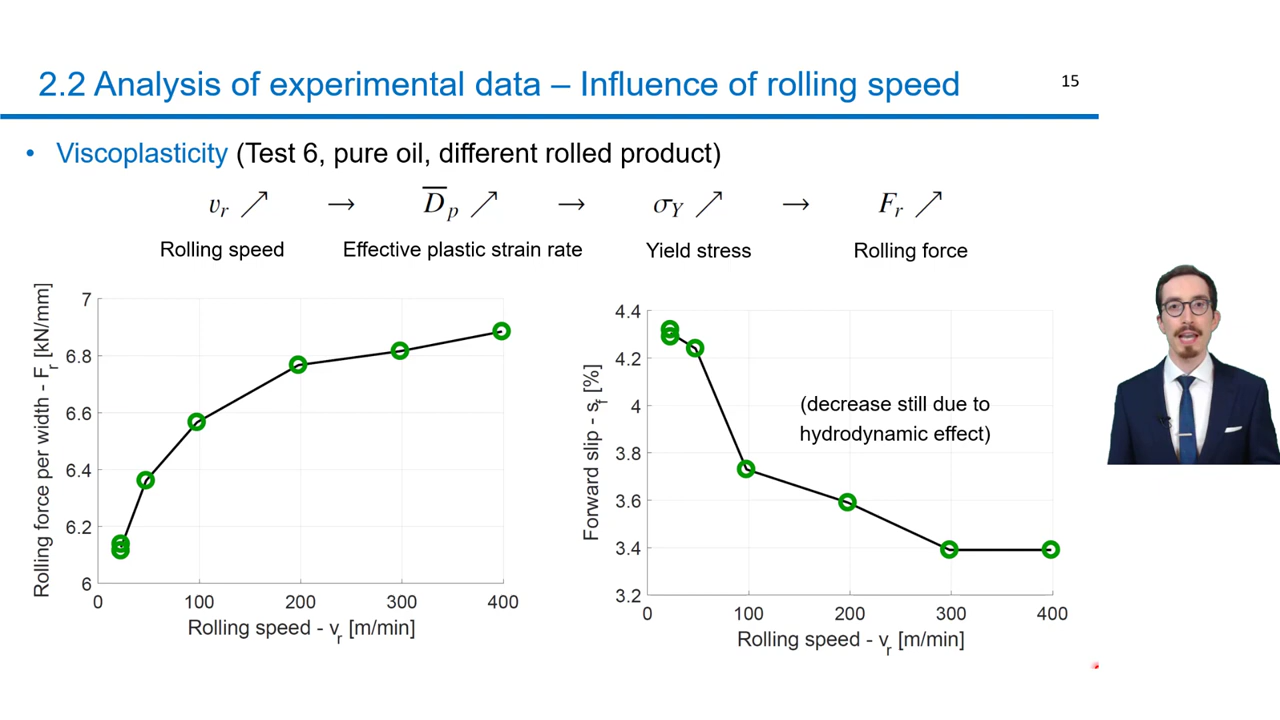 2.2 Analysis of experimental data – Influence of rolling speed
15
• Viscoplasticity (Test 6, pure oil, different rolled product)
v_r ↗ → D̅_p ↗ → σ_Y ↗ → F_r ↗
Rolling speed Effective plastic strain rate Yield stress Rolling force
Rolling force per width - F_r [kN/mm]
7
6.8
6.6
6.4
6.2
6
0 100 200 300 400
Rolling speed - v_r [m/min]
Forward slip - s_f [%]
4.4
4.2
4
3.8
3.6
3.4
3.2
(decrease still due to
hydrodynamic effect)
0 100 200 300 400
Rolling speed - v_r [m/min]